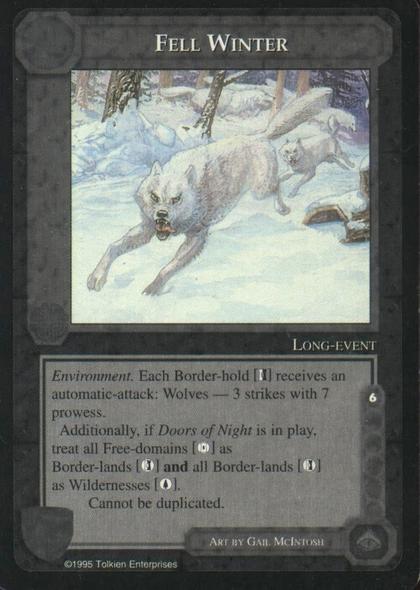 FELL WINTER
LONG-EVENT
Environment. Each Border-hold [] receives an
automatic-attack: Wolves — 3 strikes with 7
prowess.
6
Additionally, if Doors of Night is in play,
treat all Free-domains [] as
Border-lands [] and all Border-lands []
as Wildernesses [].
Cannot be duplicated.
ART BY GAIL MCINTOSH
©1995 Tolkien Enterprises